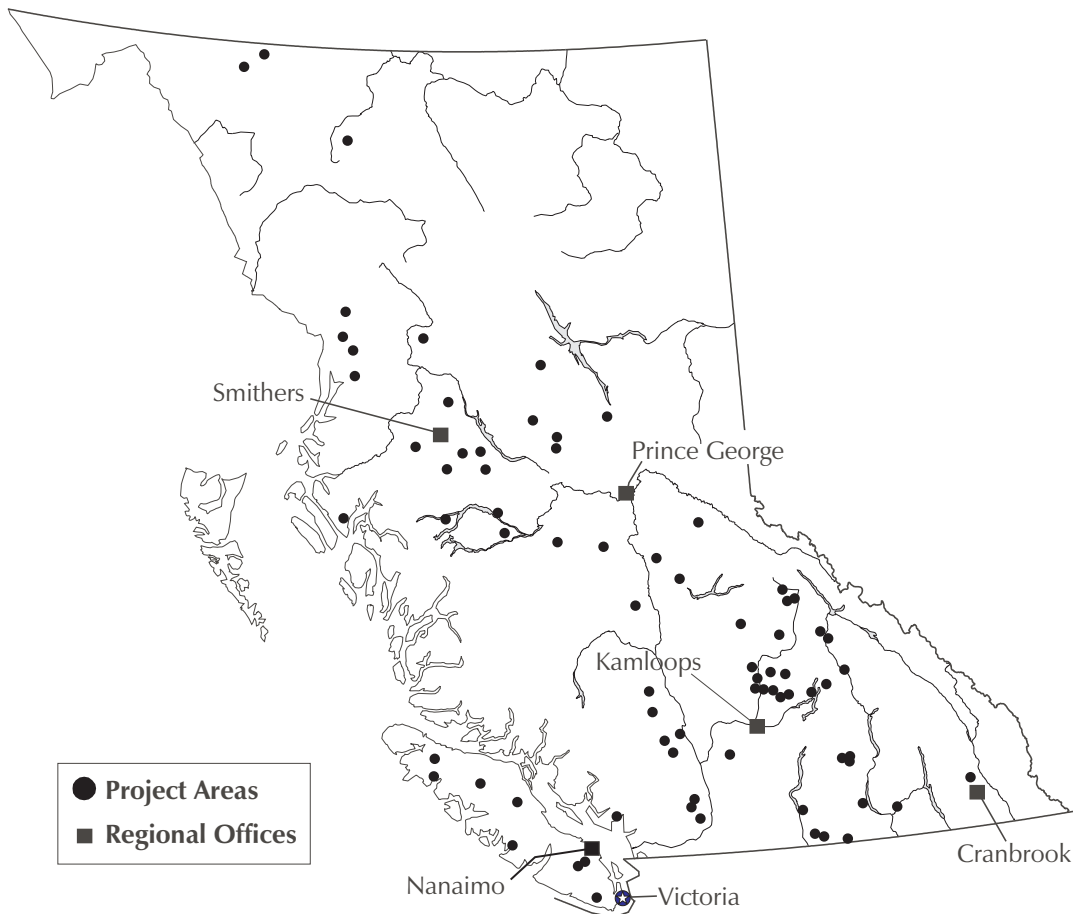 Smithers
Prince George
Kamloops
Project Areas
Regional Offices
Cranbrook
Nanaimo
Victoria